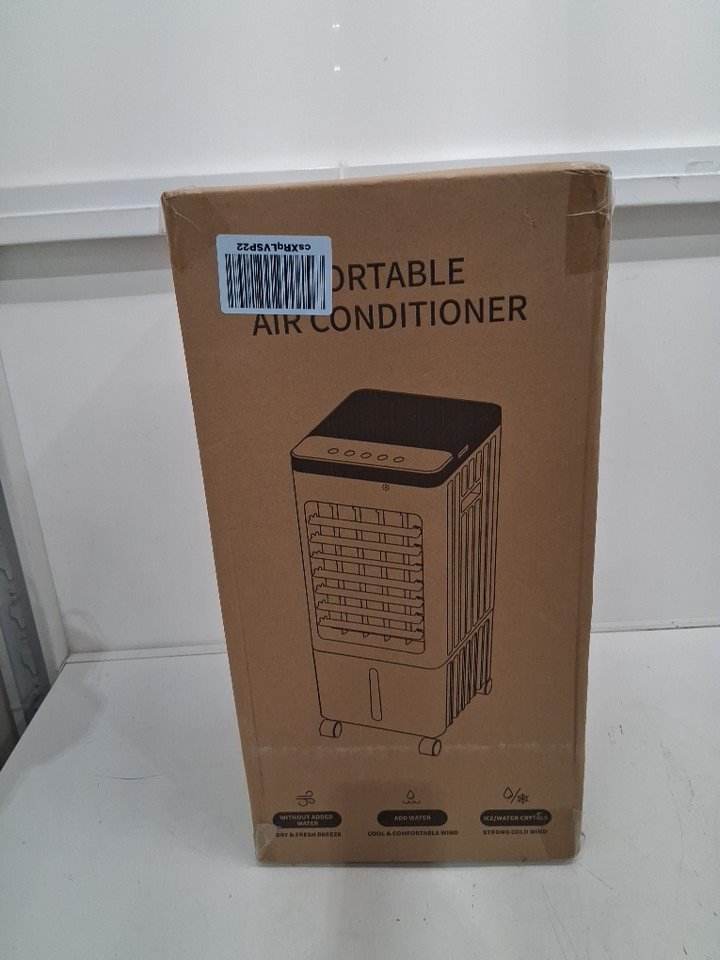 csXRqLVSP22
ORTABLE
AIR CONDITIONER
WITHOUT ADDED
WATER
DRY & FRESH BREEZE
ADD WATER
COOL & COMFORTABLE WIND
ICE/WATER CRYTALS
STRONG COLD WIND